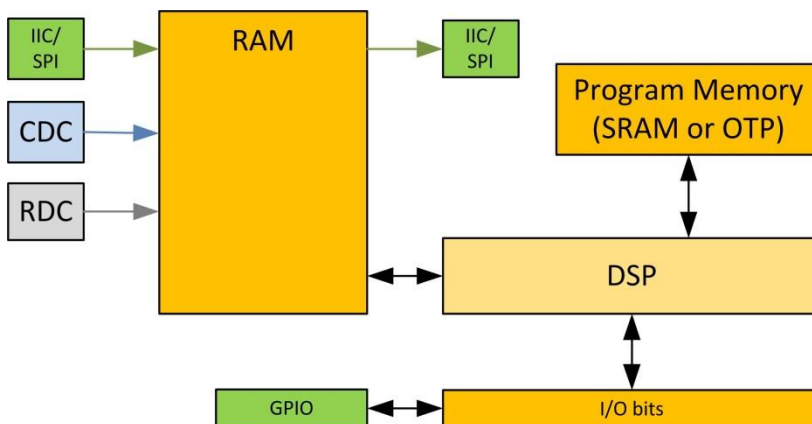 IIC/
SPI
RAM
IIC/
SPI
CDC
RDC
Program Memory
(SRAM or OTP)
DSP
GPIO
I/O bits